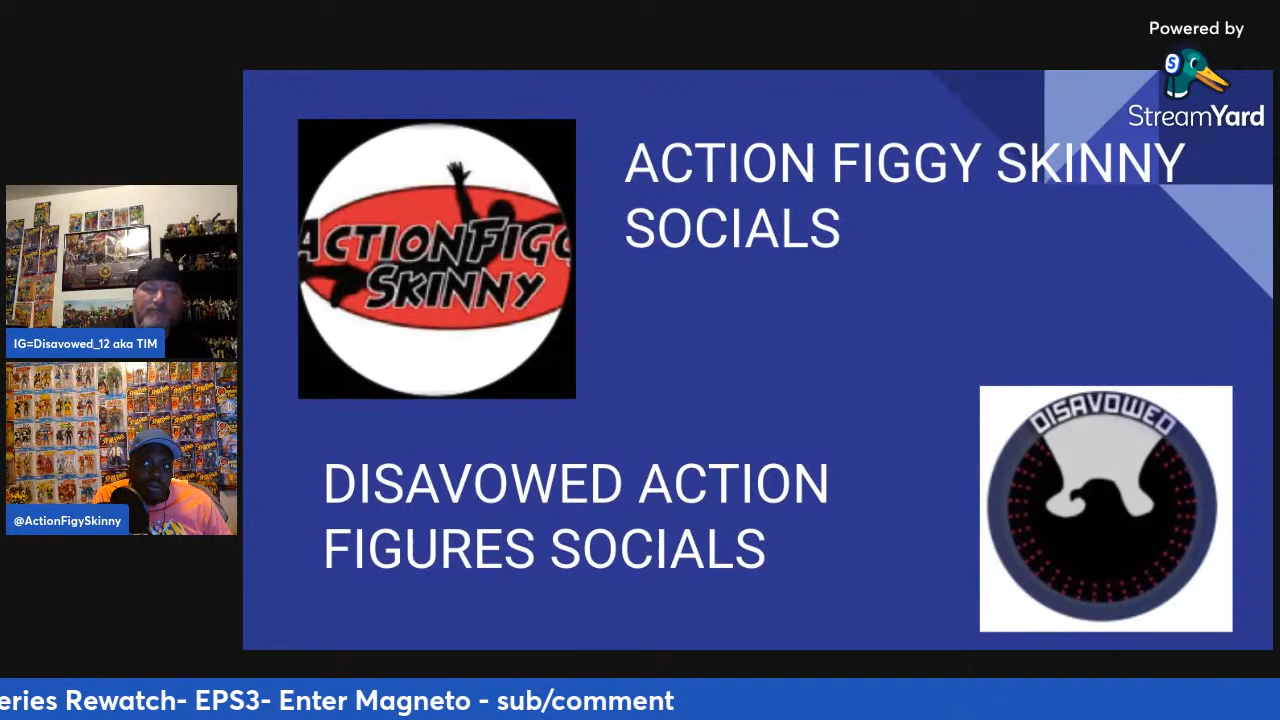 Powered by
StreamYard
ACTION FIGGY SKINNY
SOCIALS
ACTIONFIGG
SKINNY
IG=Disavowed_12 aka TIM
@ActionFigySkinny
DISAVOWED
DISAVOWED ACTION
FIGURES SOCIALS
eries Rewatch- EPS3- Enter Magneto - sub/comment